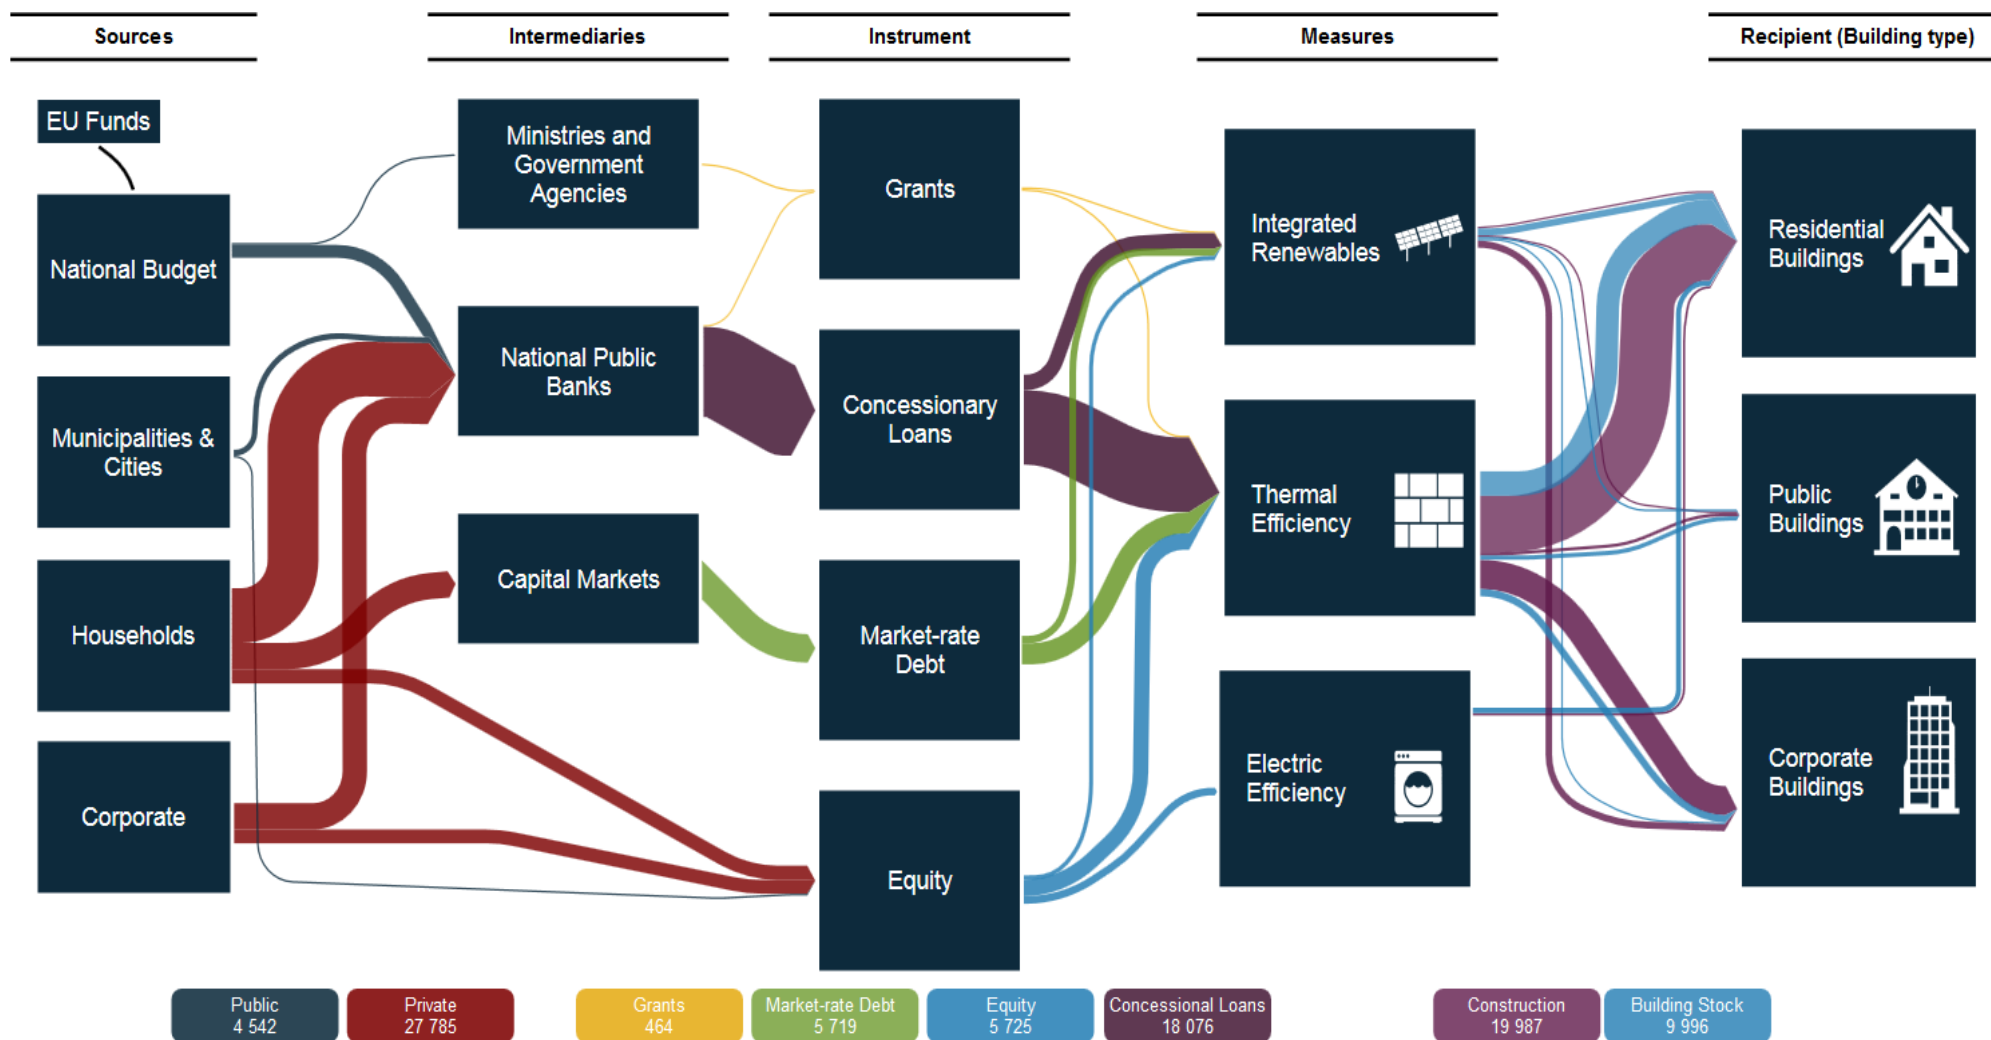 Sources
Intermediaries
Instrument
Measures
Recipient (Building type)
EU Funds
National Budget
Municipalities &
Cities
Households
Corporate
Ministries and
Government
Agencies
National Public
Banks
Capital Markets
Grants
Concessionary
Loans
Market-rate
Debt
Equity
Integrated
Renewables
Thermal
Efficiency
Electric
Efficiency
Residential
Buildings
Public
Buildings
Corporate
Buildings
Public
4 542
Private
27 785
Grants
464
Market-rate Debt
5 719
Equity
5 725
Concessional Loans
18 076
Construction
19 987
Building Stock
9 996